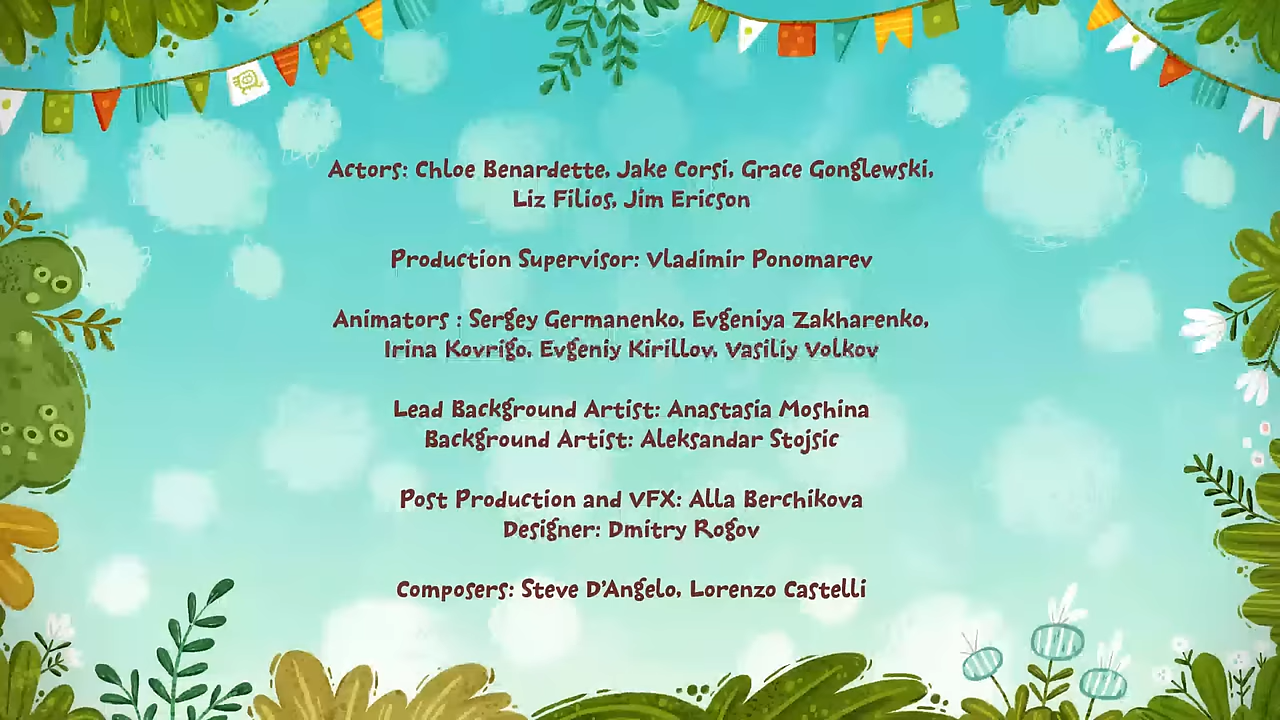 Actors: Chloe Benardette, Jake Corsi, Grace Gonglewski,
Liz Filios, Jim Ericson
Production Supervisor: Vladimir Ponomarev
Animators : Sergey Germanenko, Evgeniya Zakharenko,
Irina Kovrigo, Evgeniy Kirillov, Vasiliy Volkov
Lead Background Artist: Anastasia Moshina
Background Artist: Aleksandar Stojsic
Post Production and VFX: Alla Berchikova
Designer: Dmitry Rogov
Composers: Steve D'Angelo, Lorenzo Castelli